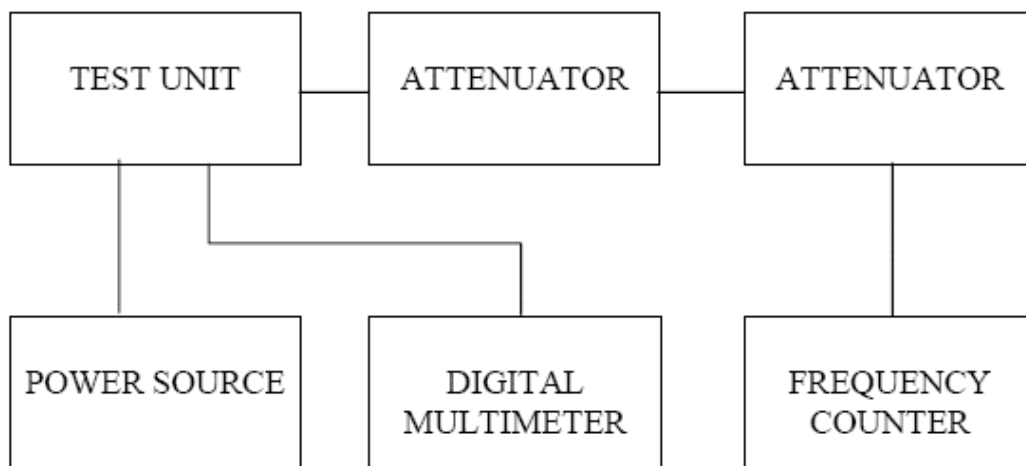 TEST UNIT
ATTENUATOR
ATTENUATOR
POWER SOURCE
DIGITAL
MULTIMETER
FREQUENCY
COUNTER